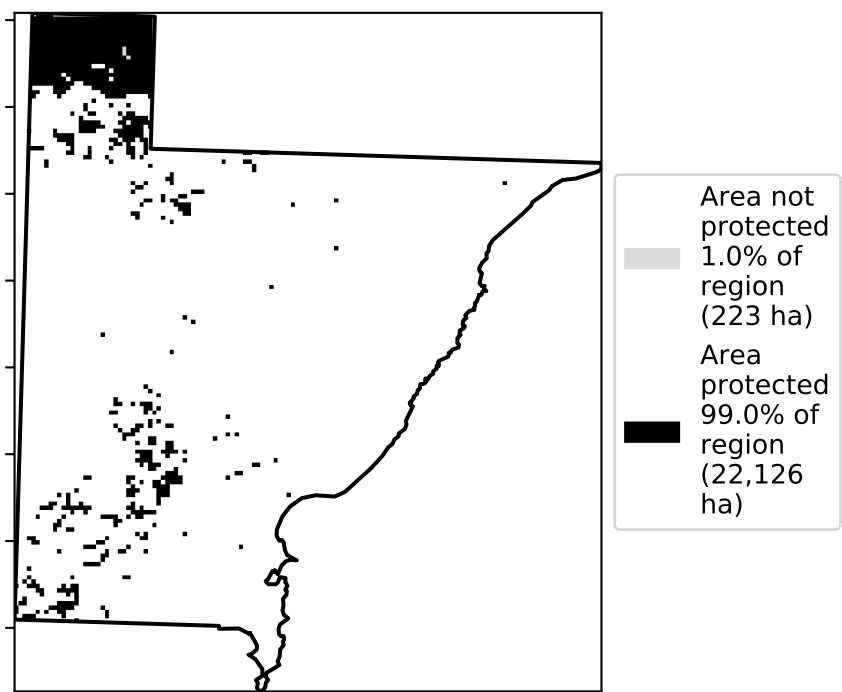 Area not
protected
1.0% of
region
(223 ha)
Area
protected
99.0% of
region
(22,126
ha)